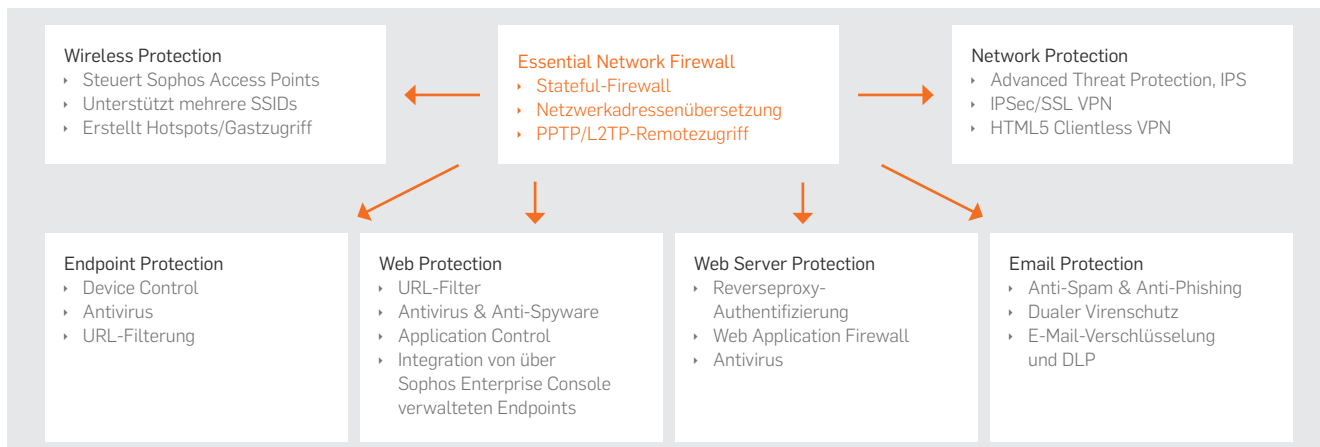 Wireless Protection
‣ Steuert Sophos Access Points
‣ Unterstützt mehrere SSIDs
‣ Erstellt Hotspots/Gastzugriff
Essential Network Firewall
‣ Stateful-Firewall
‣ Netzwerkadressenübersetzung
‣ PPTP/L2TP-Remotezugriff
Network Protection
‣ Advanced Threat Protection, IPS
‣ IPSec/SSL VPN
‣ HTML5 Clientless VPN
Endpoint Protection
‣ Device Control
‣ Antivirus
‣ URL-Filterung
Web Protection
‣ URL-Filter
‣ Antivirus & Anti-Spyware
‣ Application Control
‣ Integration von über
Sophos Enterprise Console
verwalteten Endpoints
Web Server Protection
‣ Reverseproxy-
Authentifizierung
‣ Web Application Firewall
‣ Antivirus
Email Protection
‣ Anti-Spam & Anti-Phishing
‣ Dualer Virenschutz
‣ E-Mail-Verschlüsselung
und DLP